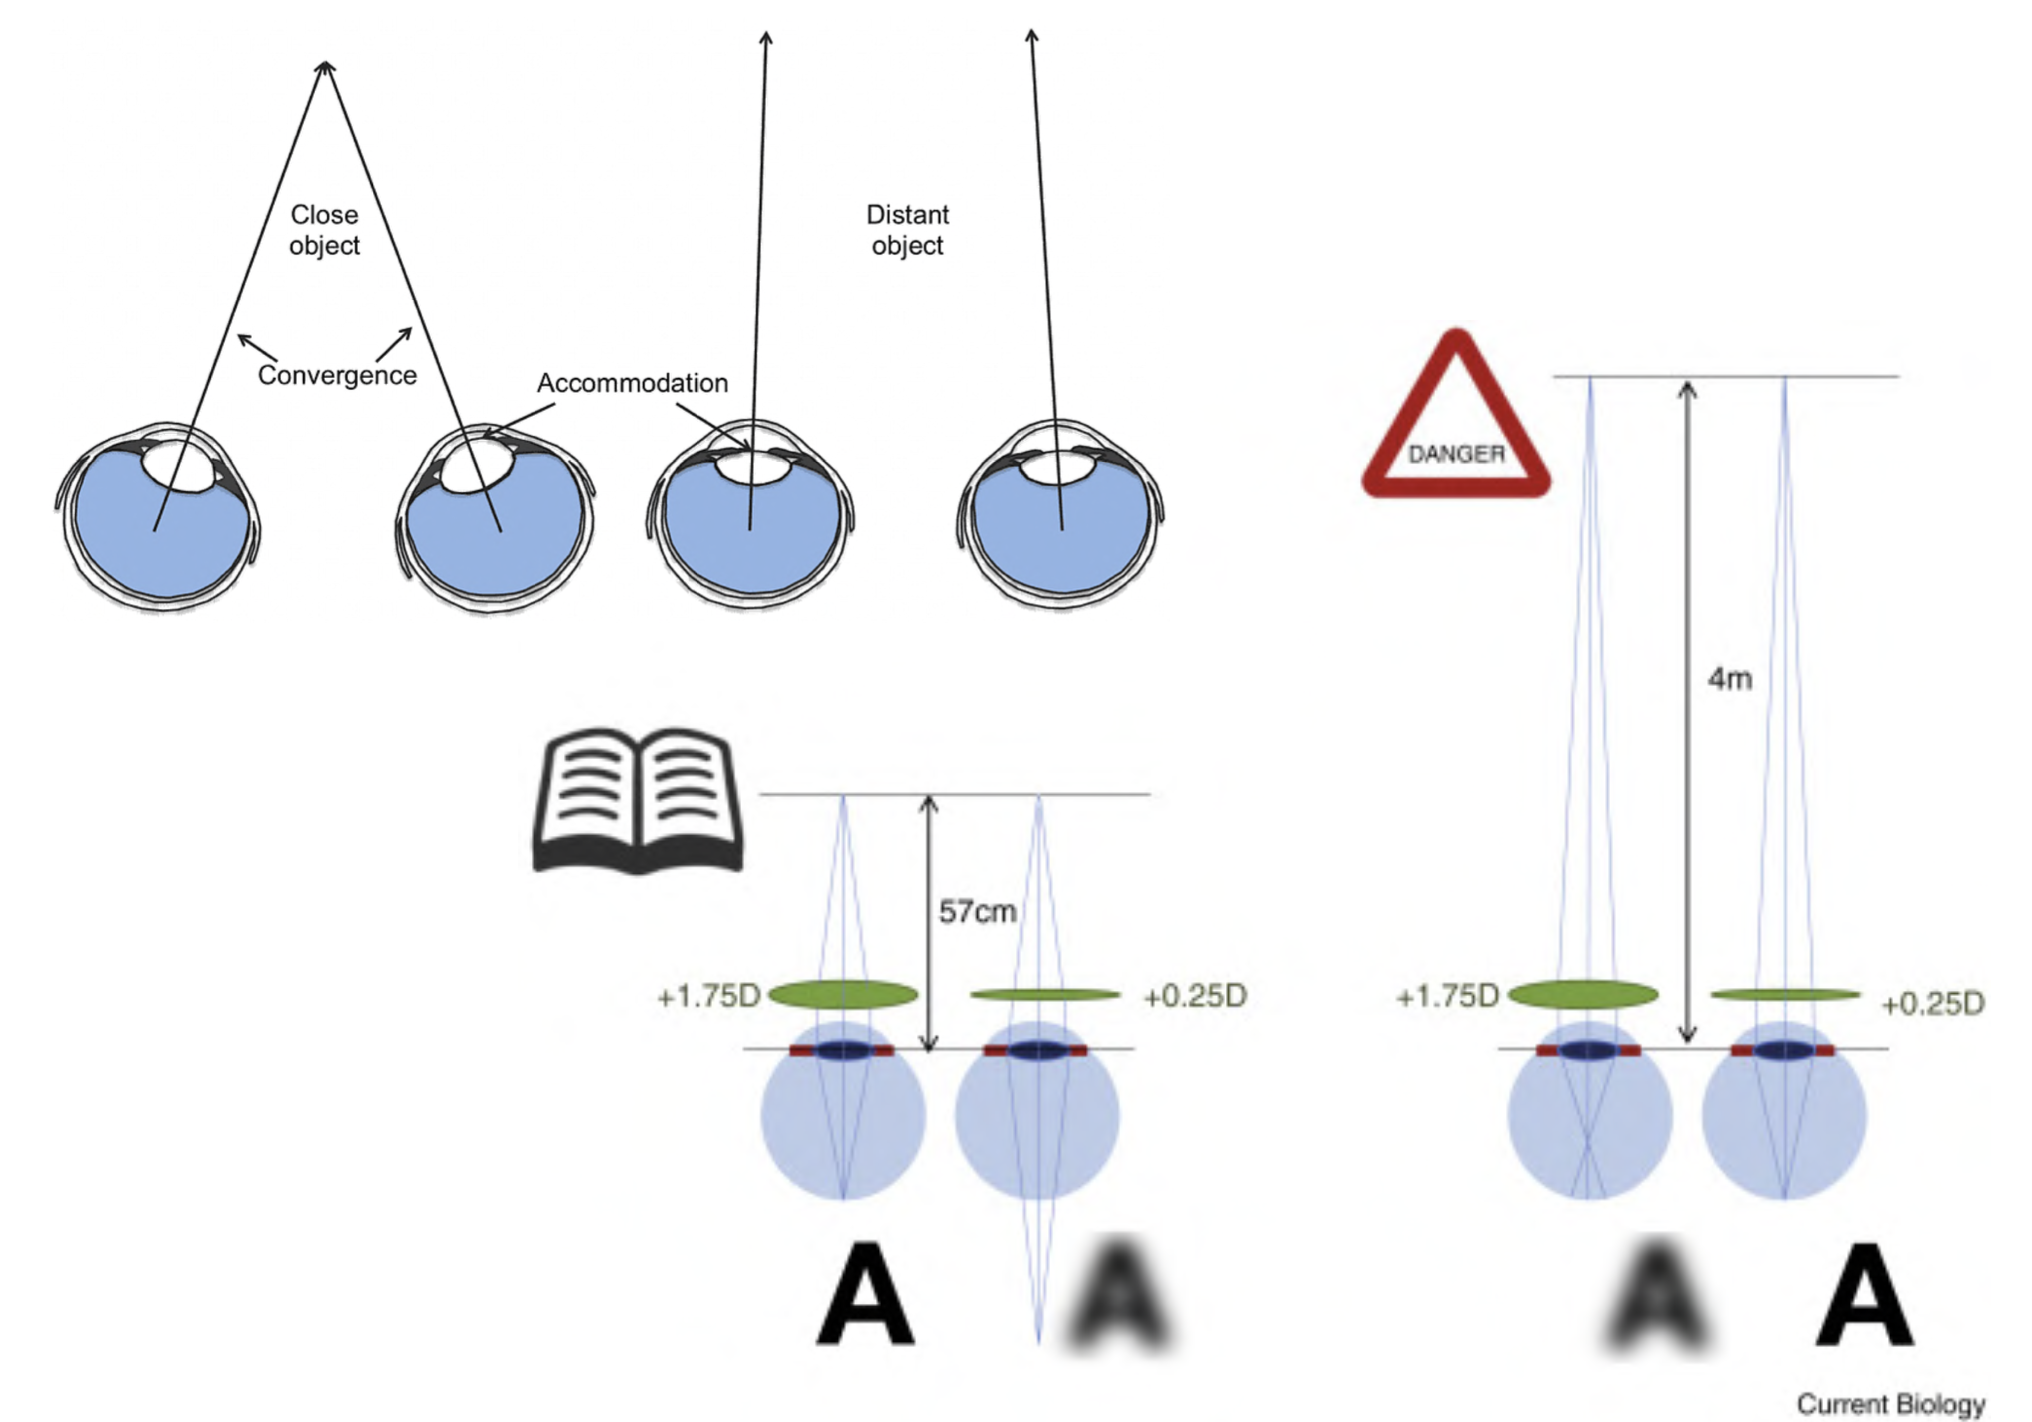 Close
object
Distant
object
Convergence
Accommodation
DANGER
4m
57cm
+1.75D
+0.25D
+1.75D
+0.25D
A
A
A
A
Current Biology